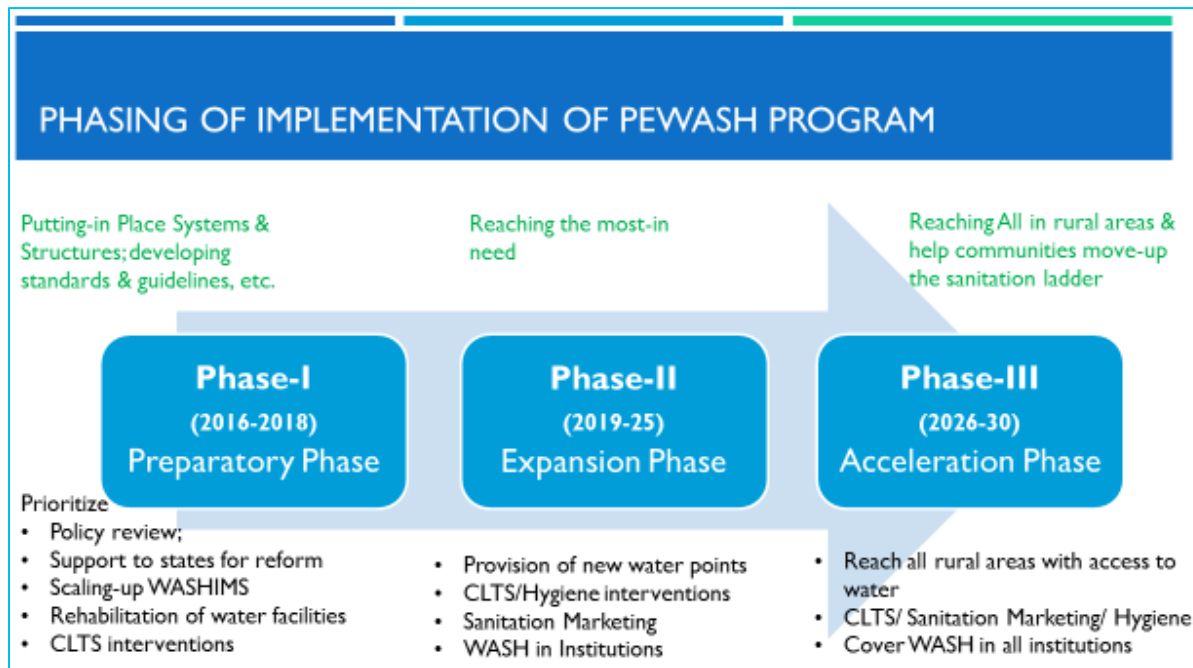 PHASING OF IMPLEMENTATION OF PEWASH PROGRAM
Putting-in Place Systems &
Structures; developing
standards & guidelines, etc.
Reaching the most-in
need
Reaching All in rural areas &
help communities move-up
the sanitation ladder
Phase-I
(2016-2018)
Preparatory Phase
Phase-II
(2019-25)
Expansion Phase
Phase-III
(2026-30)
Acceleration Phase
Prioritize
• Policy review;
• Support to states for reform
• Scaling-up WASHIMS
• Rehabilitation of water facilities
• CLTS interventions
• Provision of new water points
• CLTS/Hygiene interventions
• Sanitation Marketing
• WASH in Institutions
• Reach all rural areas with access to
water
• CLTS/ Sanitation Marketing/ Hygiene
• Cover WASH in all institutions